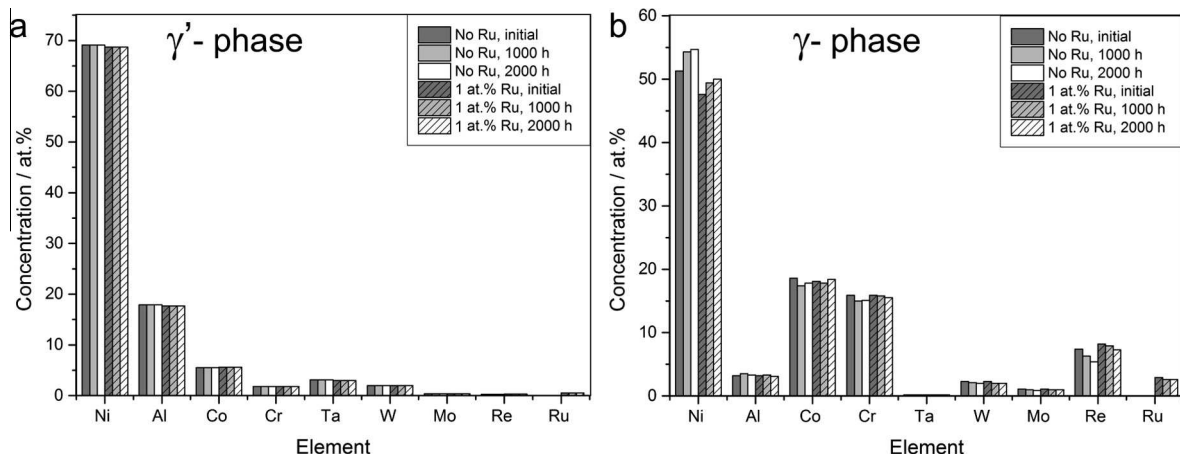 a
γ’- phase
No Ru, initial
No Ru, 1000 h
No Ru, 2000 h
1 at.% Ru, initial
1 at.% Ru, 1000 h
1 at.% Ru, 2000 h
Concentration / at.%
70
60
50
40
30
20
10
0
Ni Al Co Cr Ta W Mo Re Ru
Element
b
γ- phase
No Ru, initial
No Ru, 1000 h
No Ru, 2000 h
1 at.% Ru, initial
1 at.% Ru, 1000 h
1 at.% Ru, 2000 h
Concentration / at.%
60
50
40
30
20
10
0
Ni Al Co Cr Ta W Mo Re Ru
Element